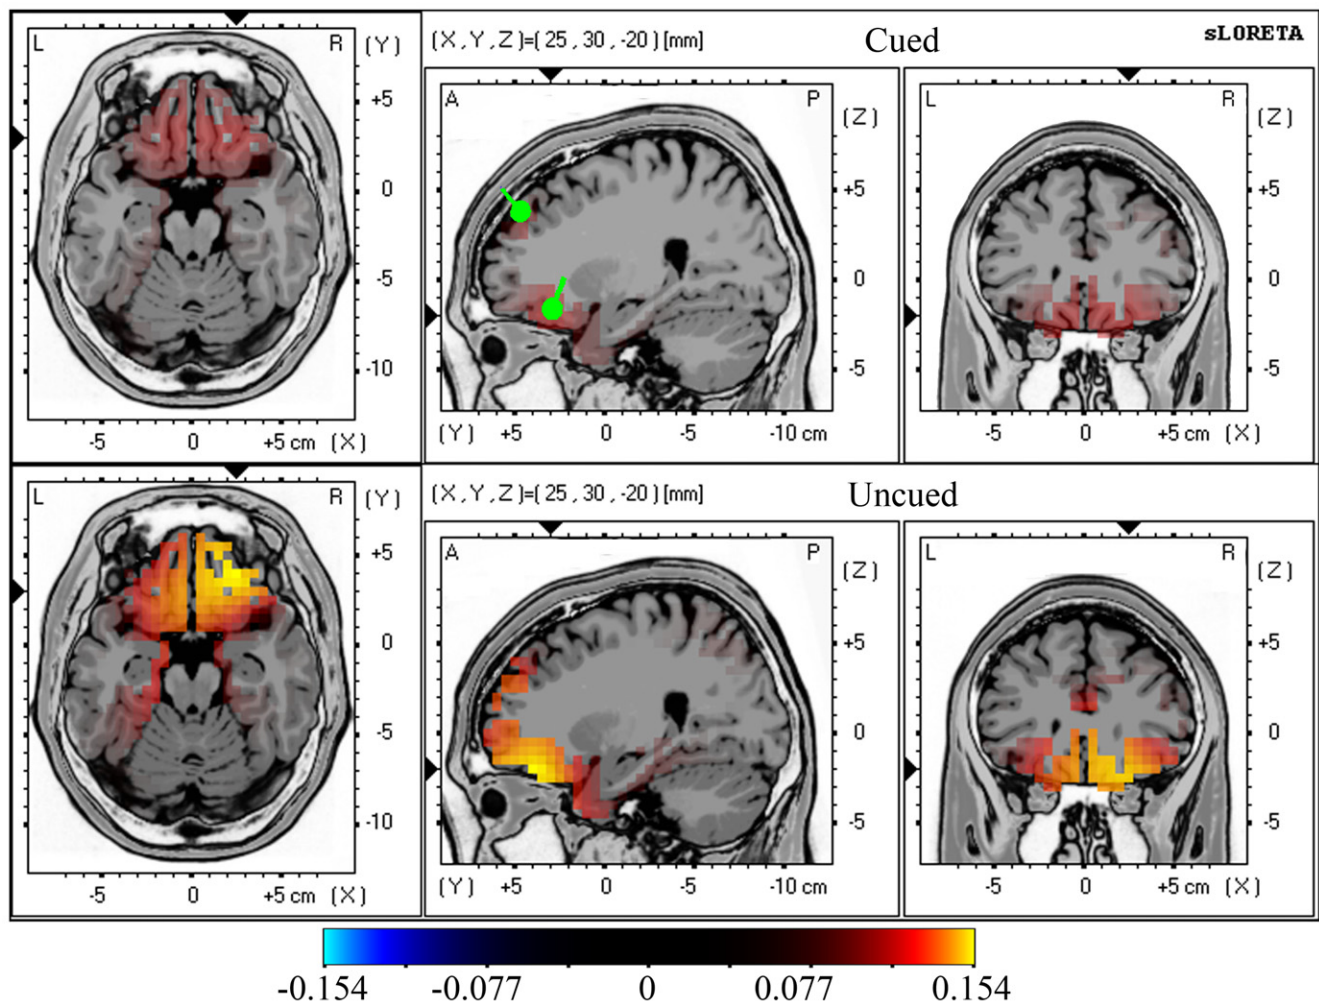 (X,Y,Z)=(25,30,-20)[mm] Cued sLORETA
L R (Y)
+5
0
-5
-10
-5 0 +5 cm (X)
A P (Z)
+5
0
-5
(Y) +5 0 -5 -10 cm
L R (Z)
+5
0
-5
-5 0 +5 cm (X)
(X,Y,Z)=(25,30,-20)[mm] Uncued
L R (Y)
+5
0
-5
-10
-5 0 +5 cm (X)
A P (Z)
+5
0
-5
(Y) +5 0 -5 -10 cm
L R (Z)
+5
0
-5
-5 0 +5 cm (X)
-0.154 -0.077 0 0.077 0.154